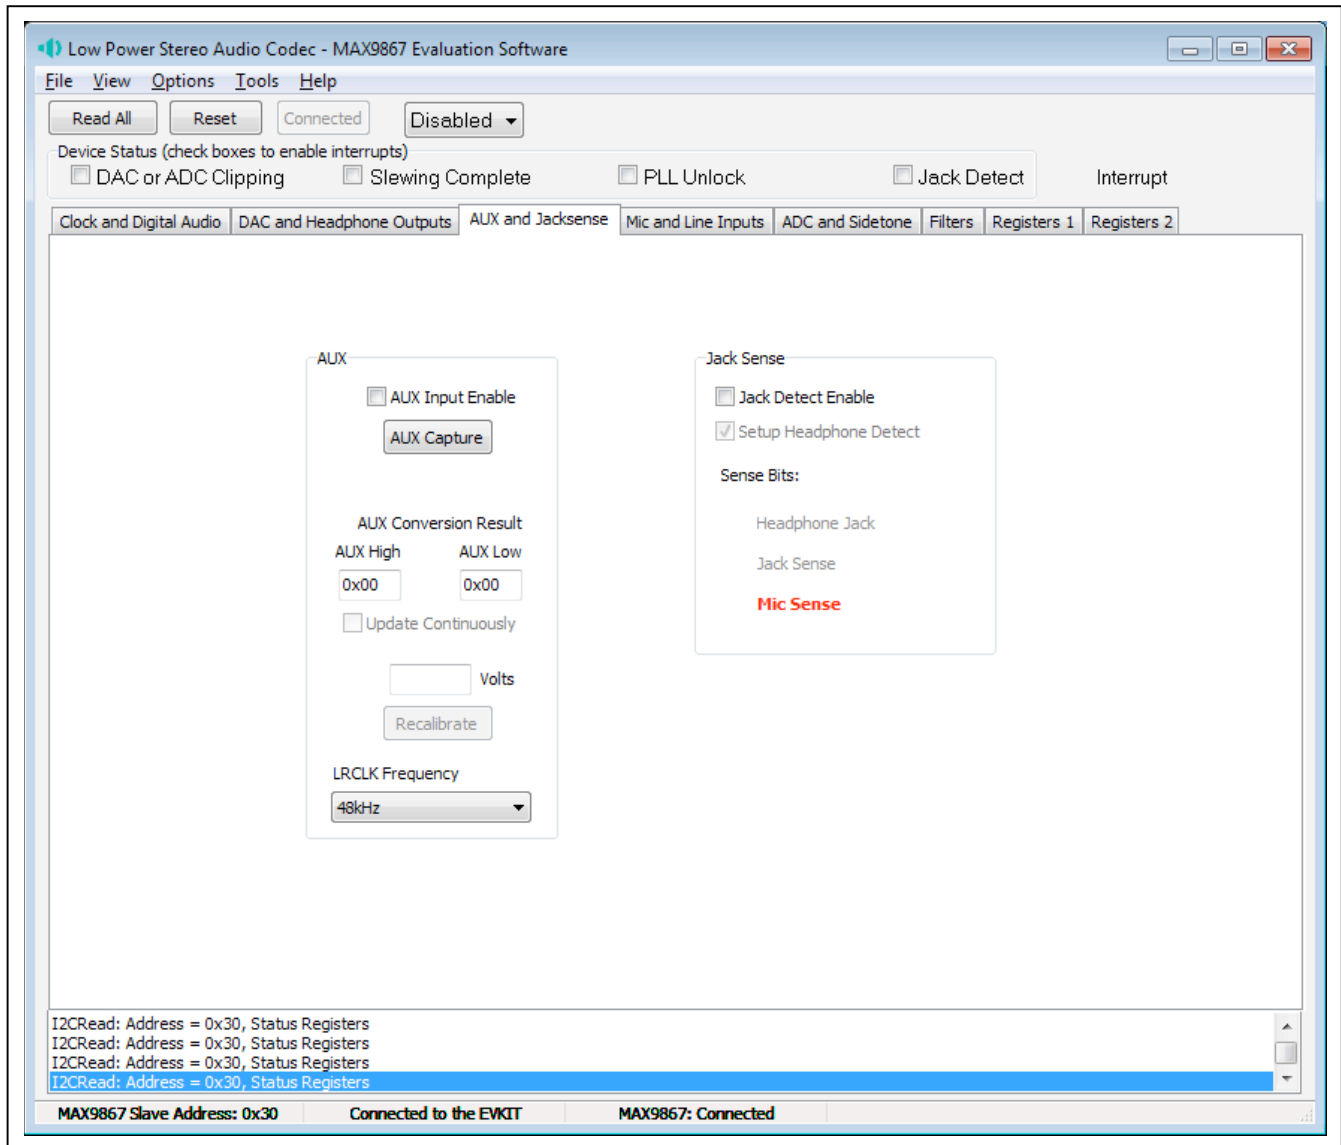 Low Power Stereo Audio Codec - MAX9867 Evaluation Software
File View Options Tools Help
Read All Reset Connected Disabled
Device Status (check boxes to enable interrupts)
DAC or ADC Clipping Slewing Complete PLL Unlock Jack Detect Interrupt
Clock and Digital Audio DAC and Headphone Outputs AUX and Jacksense Mic and Line Inputs ADC and Sidetone Filters Registers 1 Registers 2
AUX
AUX Input Enable
AUX Capture
AUX Conversion Result
AUX High AUX Low
0x00 0x00
Update Continuously
Volts
Recalibrate
LRCLK Frequency
48kHz
Jack Sense
Jack Detect Enable
Setup Headphone Detect
Sense Bits:
Headphone Jack
Jack Sense
Mic Sense
I2CRead: Address = 0x30, Status Registers
I2CRead: Address = 0x30, Status Registers
I2CRead: Address = 0x30, Status Registers
I2CRead: Address = 0x30, Status Registers
MAX9867 Slave Address: 0x30 Connected to the EVKIT MAX9867: Connected